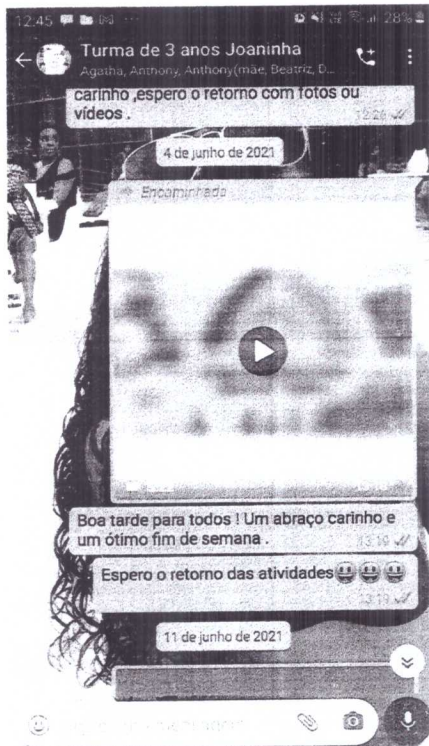 12:45
28%
Turma de 3 anos Joaninha
Agatha, Anthony, Anthony(mãe, Beatriz, D...
carinho ,espero o retorno com fotos ou
vídeos .
12:26
4 de junho de 2021
Encaminhada
Boa tarde para todos ! Um abraço carinho e
um ótimo fim de semana .
13:19
Espero o retorno das atividades😃😃😃
13:19
11 de junho de 2021